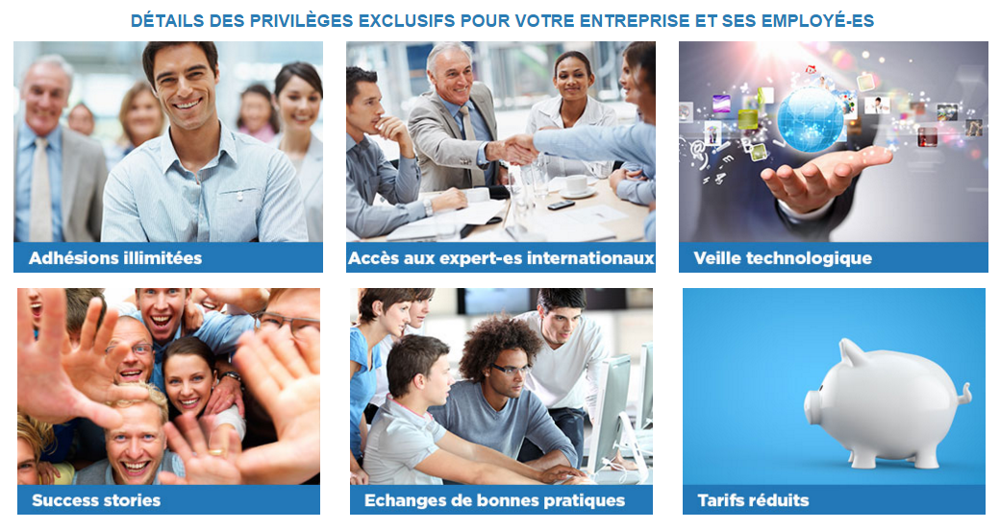 DÉTAILS DES PRIVILÈGES EXCLUSIFS POUR VOTRE ENTREPRISE ET SES EMPLOYÉ-ES
Adhésions illimitées
Accès aux expert-es internationaux
Veille technologique
Success stories
Echanges de bonnes pratiques
Tarifs réduits